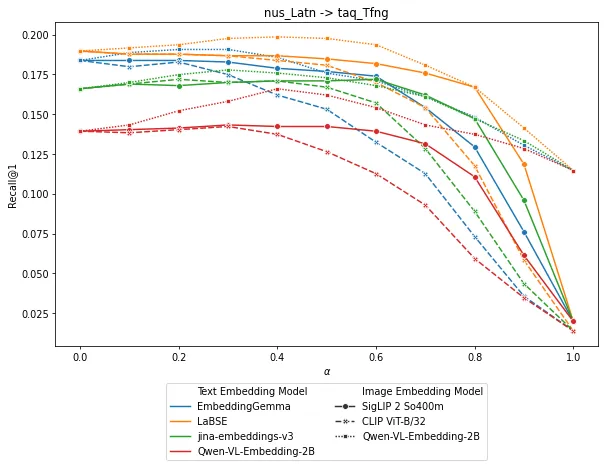 nus_Latn -> taq_Tfng
Recall@1
0.200
0.175
0.150
0.125
0.100
0.075
0.050
0.025
0.0 0.2 0.4 0.6 0.8 1.0
α
Text Embedding Model
EmbeddingGemma
LaBSE
jina-embeddings-v3
Qwen-VL-Embedding-2B
Image Embedding Model
SigLIP 2 So400m
CLIP ViT-B/32
Qwen-VL-Embedding-2B